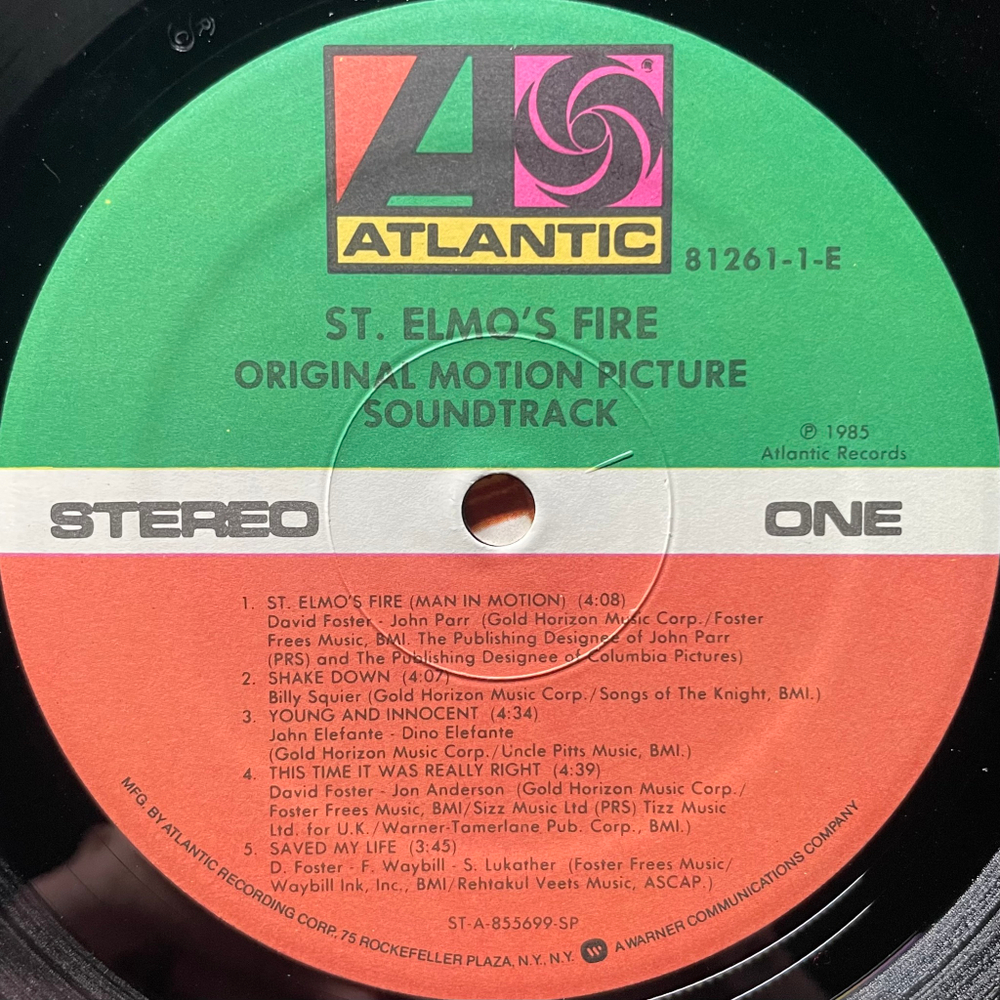 ATLANTIC
81261-1-E
ST. ELMO'S FIRE
ORIGINAL MOTION PICTURE
SOUNDTRACK
℗ 1985
Atlantic Records
STEREO
ONE
1. ST. ELMO'S FIRE (MAN IN MOTION) (4:08)
David Foster - John Parr (Gold Horizon Music Corp./Foster
Frees Music, BMI. The Publishing Designee of John Parr
(PRS) and The Publishing Designee of Columbia Pictures)
2. SHAKE DOWN (4:07)
Billy Squier (Gold Horizon Music Corp./Songs of The Knight, BMI.)
3. YOUNG AND INNOCENT (4:34)
John Elefante - Dino Elefante
(Gold Horizon Music Corp./Uncle Pitts Music, BMI.)
4. THIS TIME IT WAS REALLY RIGHT (4:39)
David Foster - Jon Anderson (Gold Horizon Music Corp./
Foster Frees Music, BMI/Sizz Music Ltd (PRS) Tizz Music
Ltd. for U.K./Warner-Tamerlane Pub. Corp., BMI.)
5. SAVED MY LIFE (3:45)
D. Foster - F. Waybill - S. Lukather (Foster Frees Music/
Waybill Ink, Inc., BMI/Rehtakul Veets Music, ASCAP.)
ST-A-855699-SP
MFG. BY ATLANTIC RECORDING CORP., 75 ROCKEFELLER PLAZA, N.Y., N.Y. A WARNER COMMUNICATIONS COMPANY